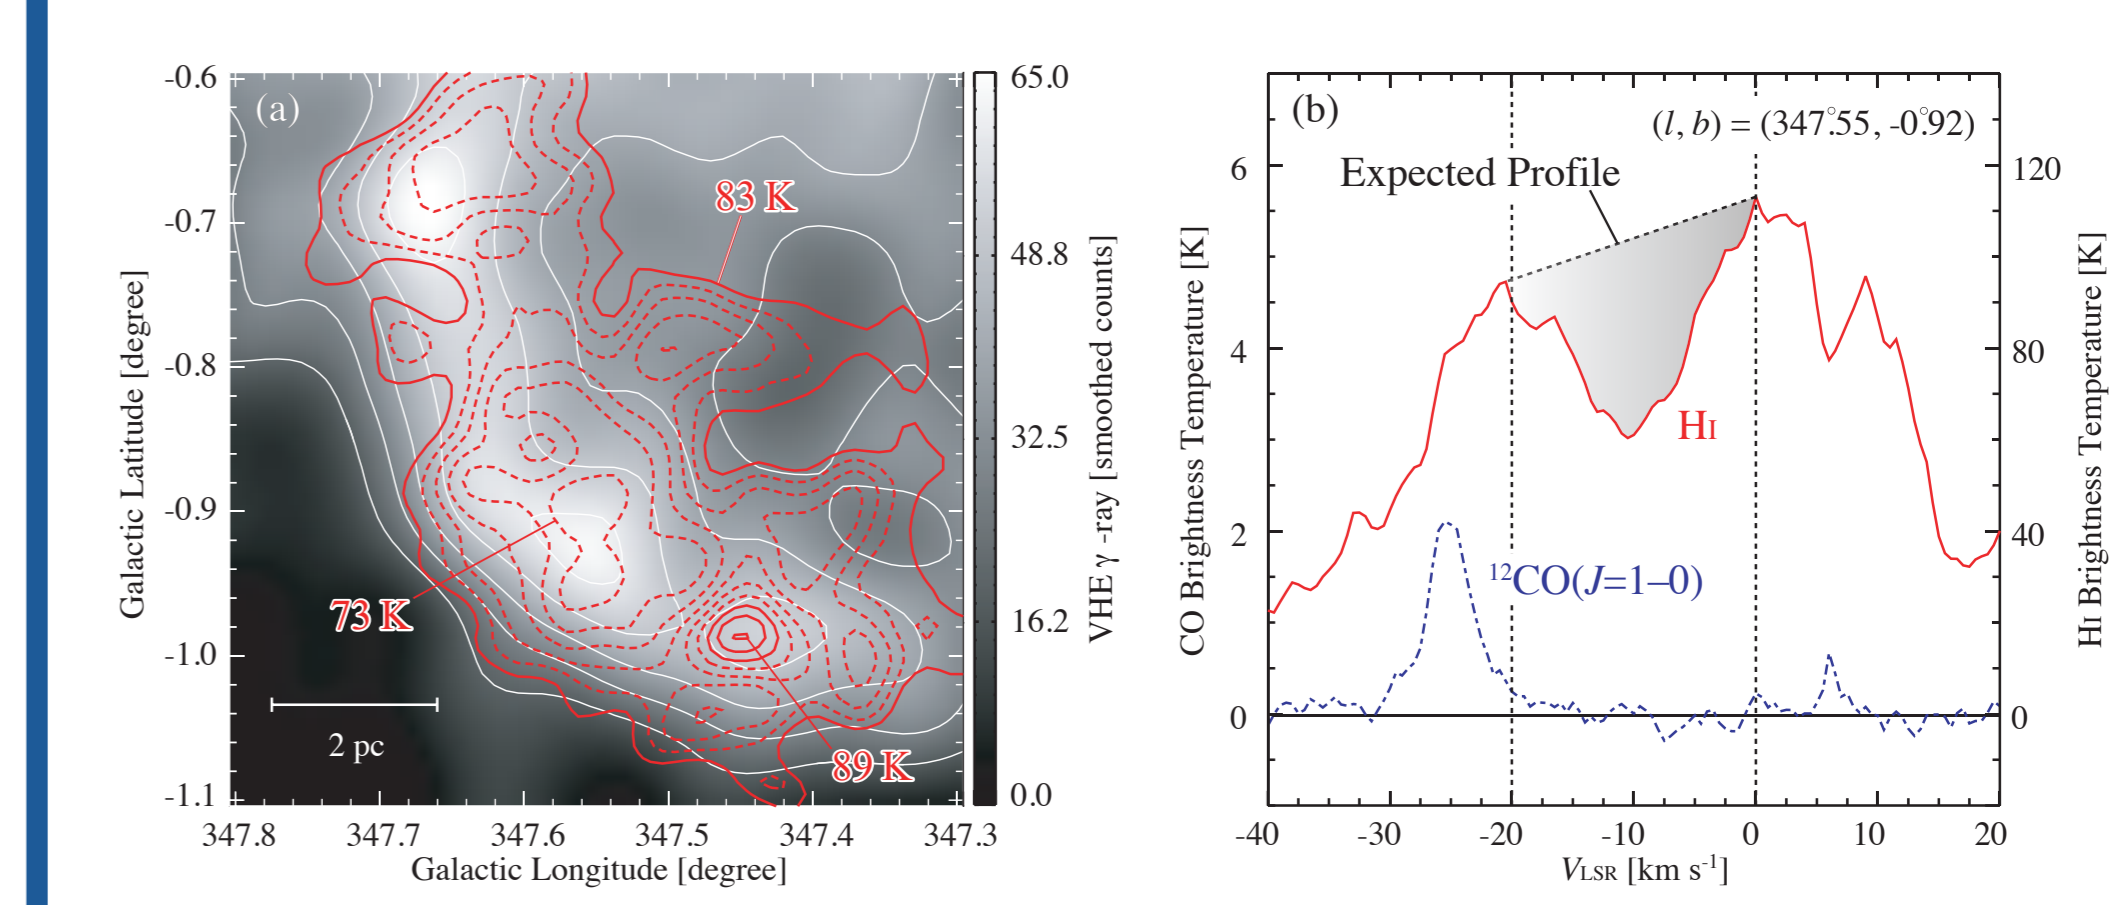 (a)
-0.6
-0.7
-0.8
-0.9
-1.0
-1.1
Galactic Latitude [degree]
347.8 347.7 347.6 347.5 347.4 347.3
Galactic Longitude [degree]
83 K
73 K
89 K
2 pc
65.0
48.8
32.5
16.2
0.0
VHE γ -ray [smoothed counts]
(b)
(l, b) = (347°.55, -0°.92)
Expected Profile
HI
¹²CO(J=1–0)
6
4
2
0
CO Brightness Temperature [K]
120
80
40
0
HI Brightness Temperature [K]
-40 -30 -20 -10 0 10 20
VLSR [km s⁻¹]